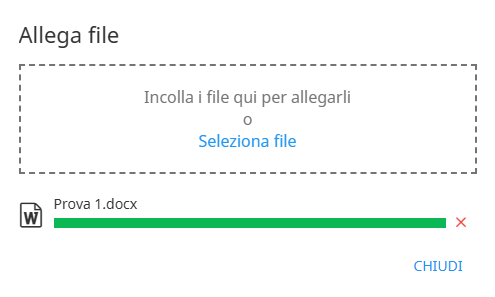 Allega file
Incolla i file qui per allegarli
o
Seleziona file
Prova 1.docx
CHIUDI